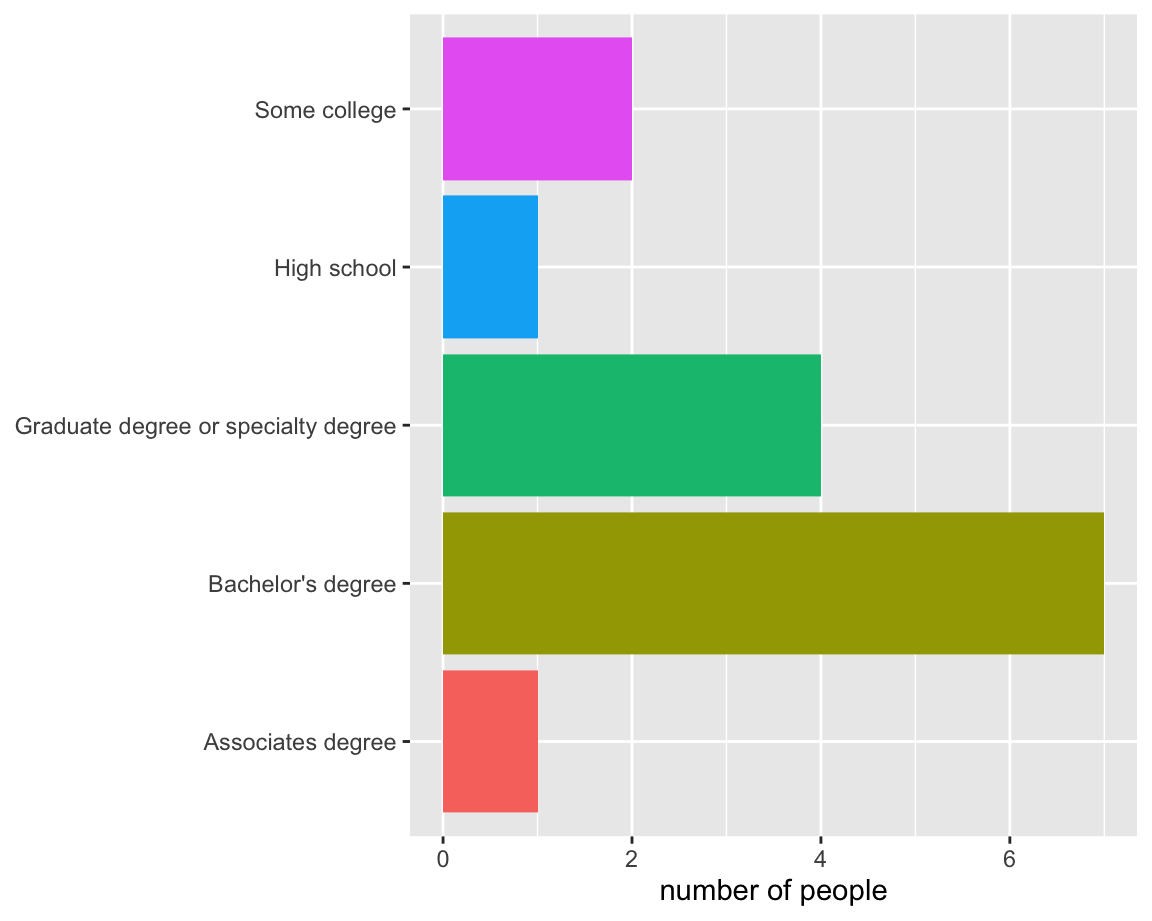 Some college
High school
Graduate degree or specialty degree
Bachelor's degree
Associates degree
0 2 4 6
number of people